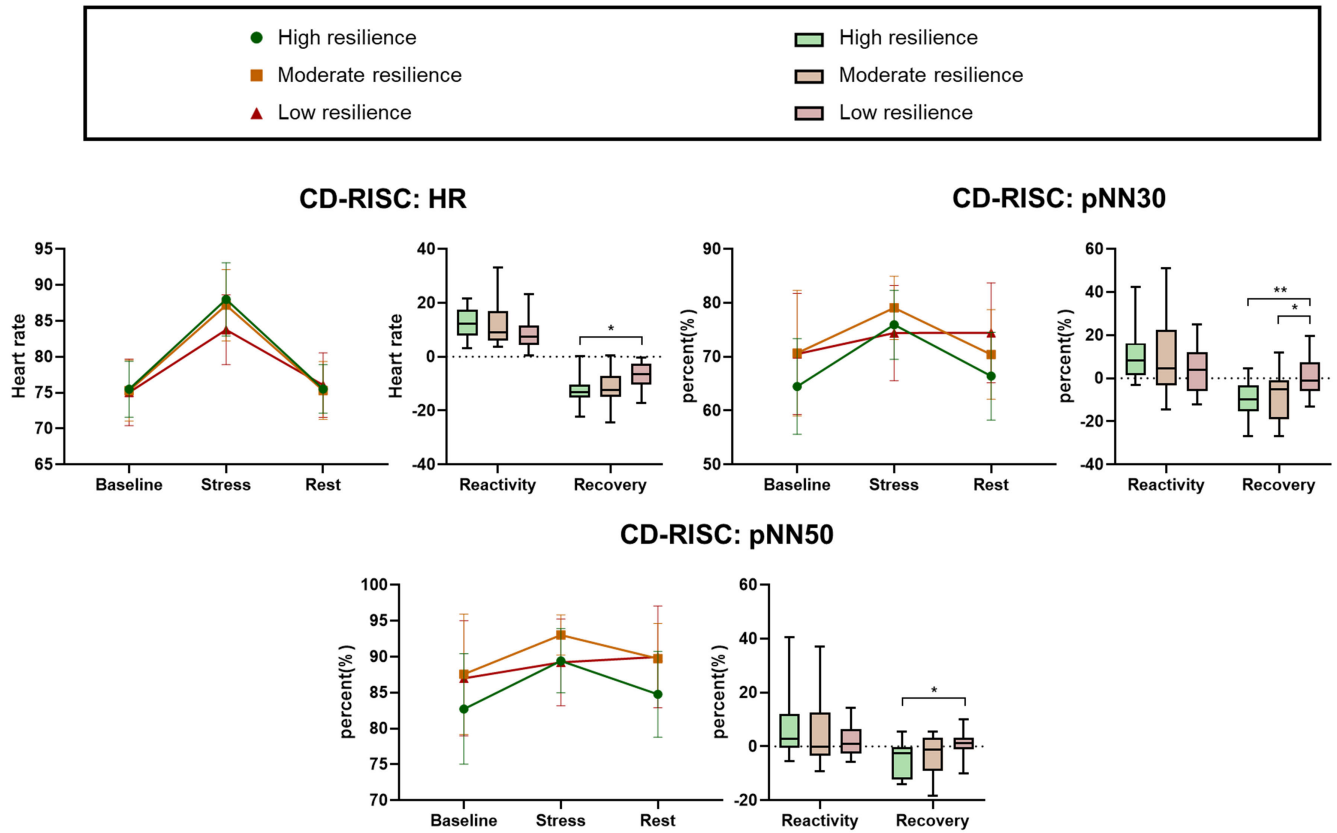 High resilience
Moderate resilience
Low resilience
High resilience
Moderate resilience
Low resilience
CD-RISC: HR
Heart rate
95
90
85
80
75
70
65
Baseline Stress Rest
Heart rate
40
20
0
-20
-40
*
Reactivity Recovery
CD-RISC: pNN30
percent(%)
90
80
70
60
50
Baseline Stress Rest
percent(%)
60
40
20
0
-20
-40
**
*
Reactivity Recovery
CD-RISC: pNN50
percent(%)
100
95
90
85
80
75
70
Baseline Stress Rest
percent(%)
60
40
20
0
-20
*
Reactivity Recovery